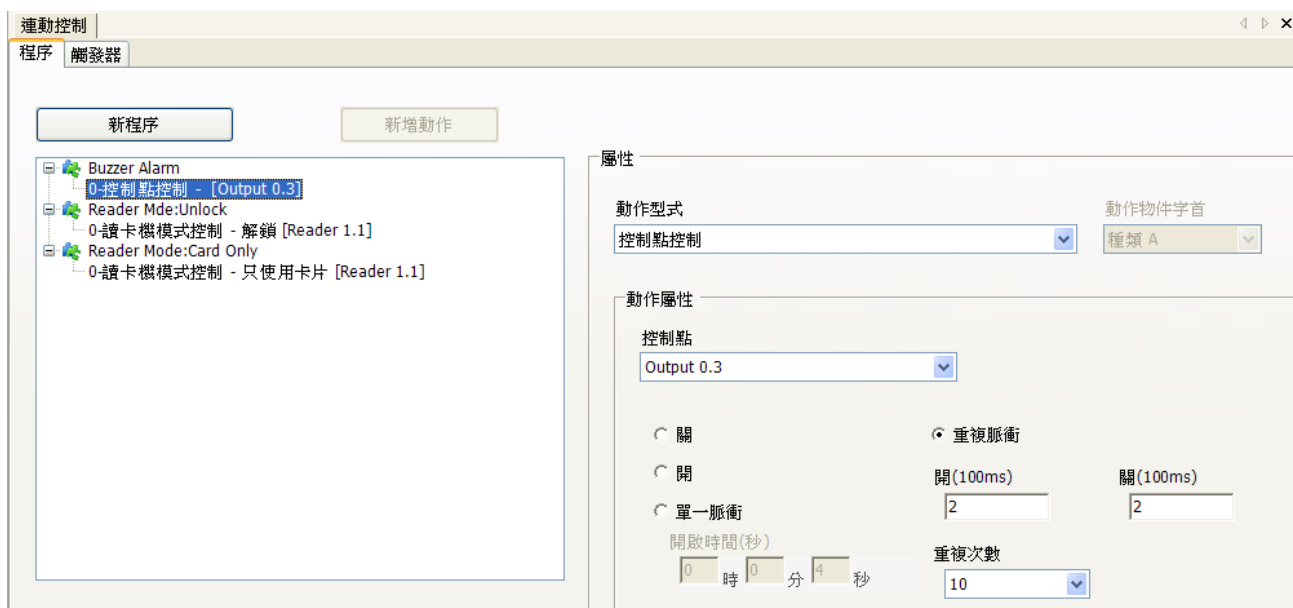 連動控制
程序 觸發器
新程序 新增動作
Buzzer Alarm
0-控制點控制 - [Output 0.3]
Reader Mde:Unlock
0-讀卡機模式控制 - 解鎖 [Reader 1.1]
Reader Mode:Card Only
0-讀卡機模式控制 - 只使用卡片 [Reader 1.1]
屬性
動作型式 動作物件字首
控制點控制 種類 A
動作屬性
控制點
Output 0.3
關 重複脈衝
開 開(100ms) 關(100ms)
單一脈衝 2 2
開啟時間(秒) 重複次數
0 時 0 分 4 秒 10